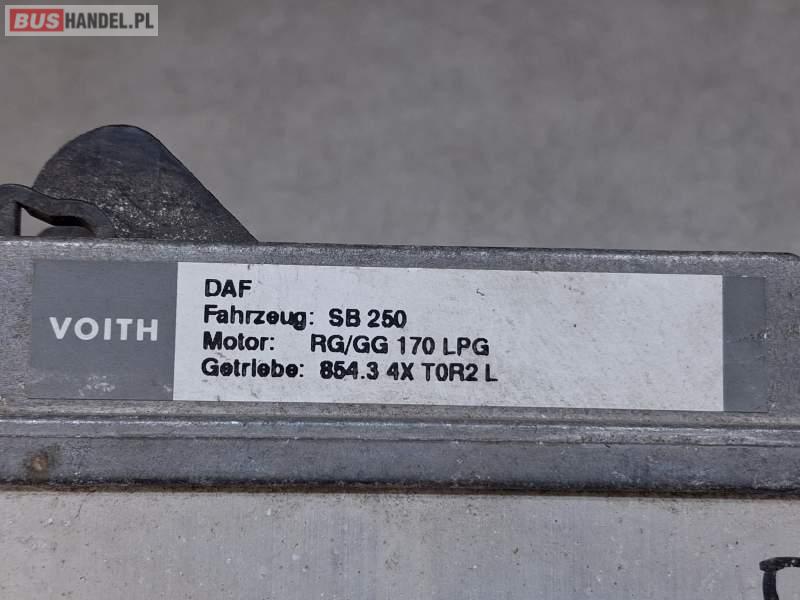 BUSHANDEL.PL
VOITH
DAF
Fahrzeug: SB 250
Motor: RG/GG 170 LPG
Getriebe: 854.3 4X T0R2 L